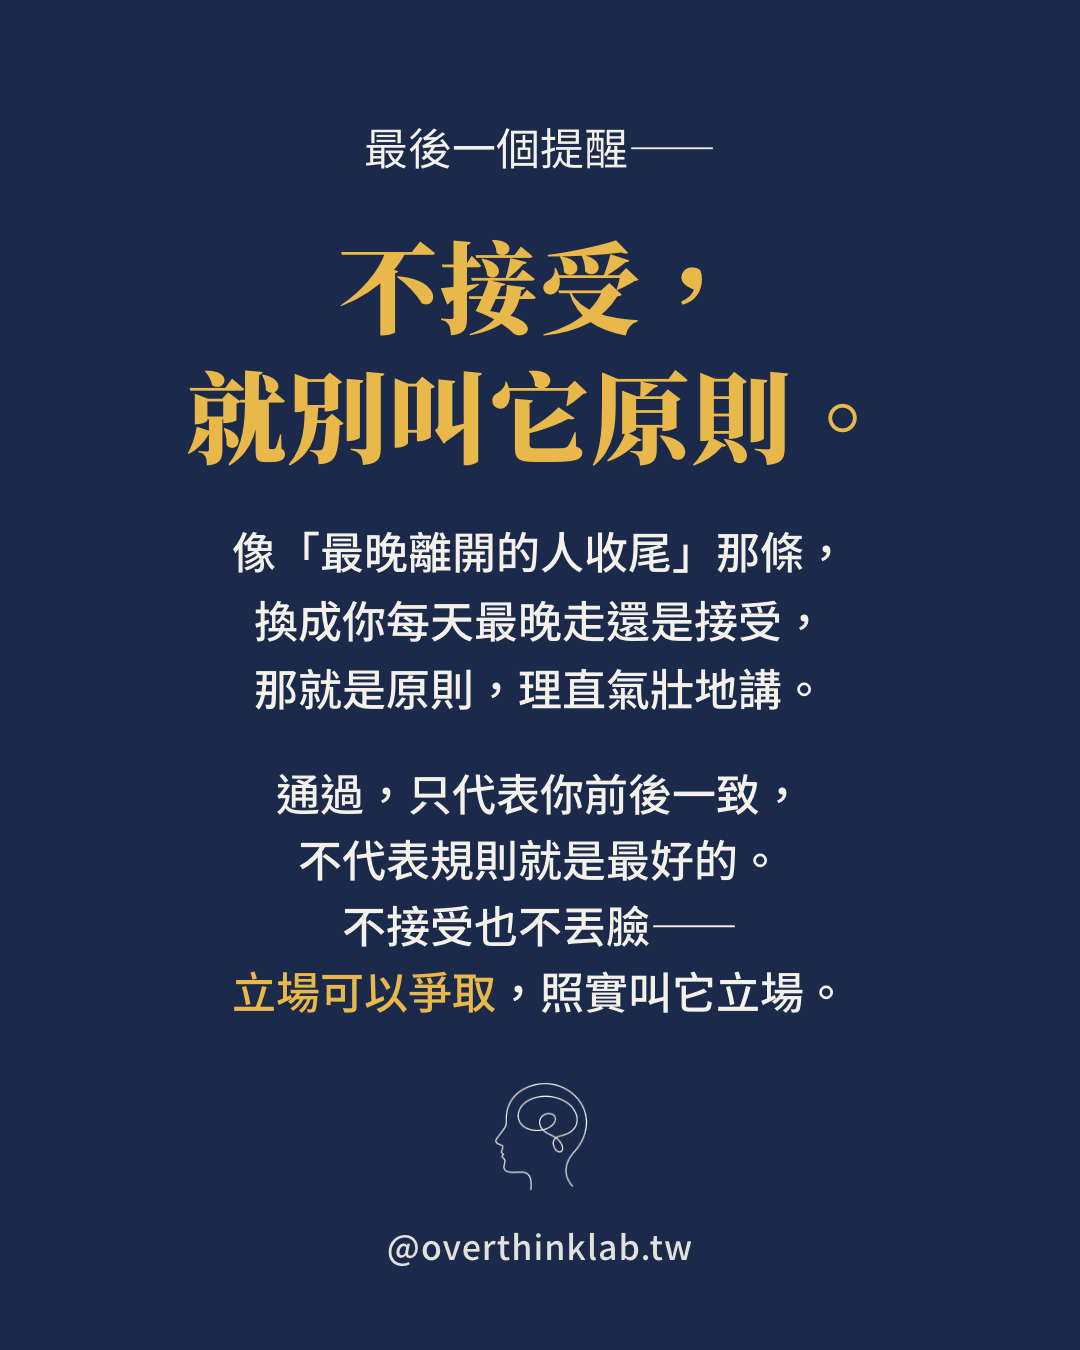 最後一個提醒——
不接受，
就別叫它原則。
像「最晚離開的人收尾」那條，
換成你每天最晚走還是接受，
那就是原則，理直氣壯地講。
通過，只代表你前後一致，
不代表規則就是最好的。
不接受也不丟臉——
立場可以爭取，照實叫它立場。
@overthinklab.tw